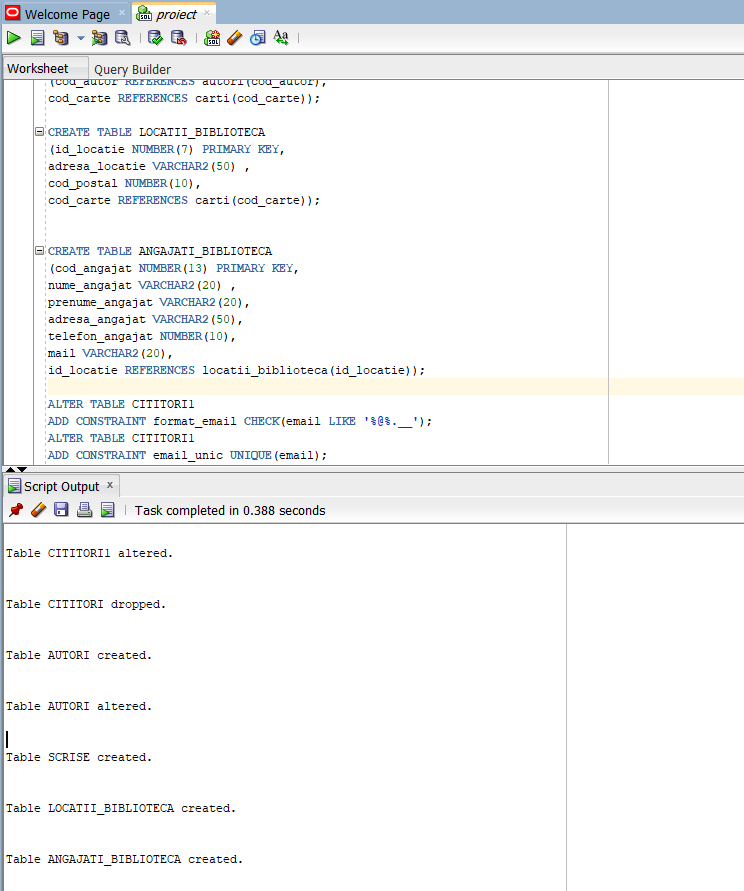 Welcome Page × proiect ×
Worksheet Query Builder
(cod_autor REFERENCES autori(cod_autor),
cod_carte REFERENCES carti(cod_carte));
CREATE TABLE LOCATII_BIBLIOTECA
(id_locatie NUMBER(7) PRIMARY KEY,
adresa_locatie VARCHAR2(50) ,
cod_postal NUMBER(10),
cod_carte REFERENCES carti(cod_carte));
CREATE TABLE ANGAJATI_BIBLIOTECA
(cod_angajat NUMBER(13) PRIMARY KEY,
nume_angajat VARCHAR2(20) ,
prenume_angajat VARCHAR2(20),
adresa_angajat VARCHAR2(50),
telefon_angajat NUMBER(10),
mail VARCHAR2(20),
id_locatie REFERENCES locatii_biblioteca(id_locatie));
ALTER TABLE CITITORI1
ADD CONSTRAINT format_email CHECK(email LIKE '%@%.__');
ALTER TABLE CITITORI1
ADD CONSTRAINT email_unic UNIQUE(email);
Script Output ×
Task completed in 0.388 seconds
Table CITITORI1 altered.
Table CITITORI dropped.
Table AUTORI created.
Table AUTORI altered.
Table SCRISE created.
Table LOCATII_BIBLIOTECA created.
Table ANGAJATI_BIBLIOTECA created.